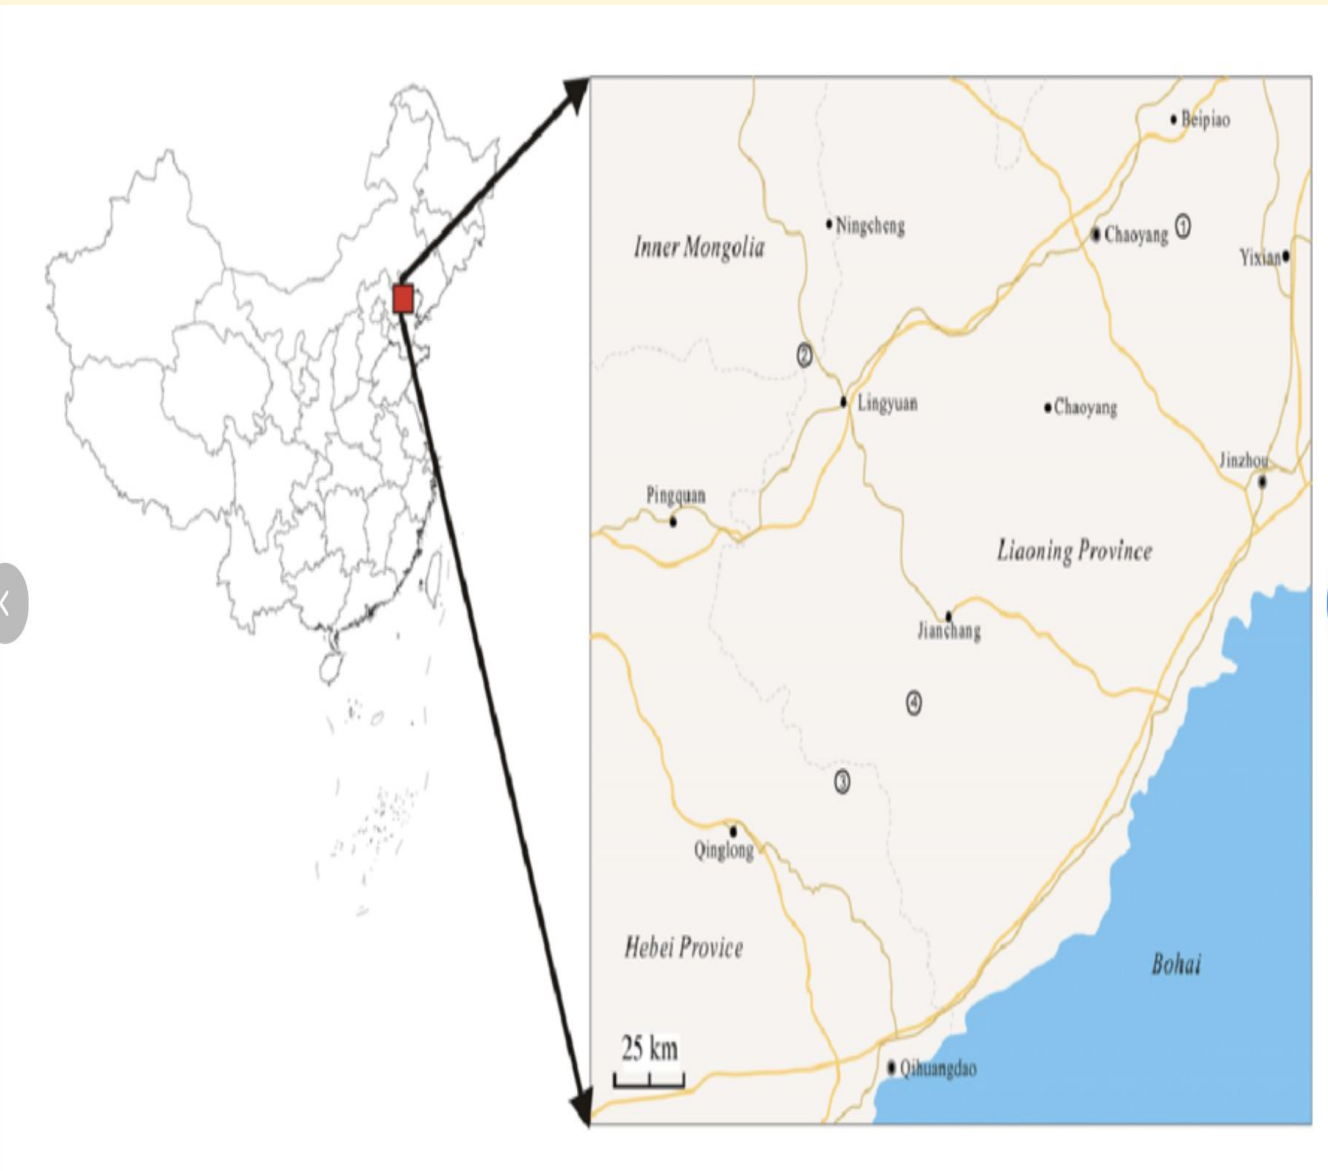 Beipiao
Ningcheng
Chaoyang ①
Inner Mongolia
Yixian
②
Lingyuan
Chaoyang
Jinzhou
Pingquan
Liaoning Province
Jianchang
④
③
Qinglong
Hebei Provice
Bohai
25 km
Qihuangdao